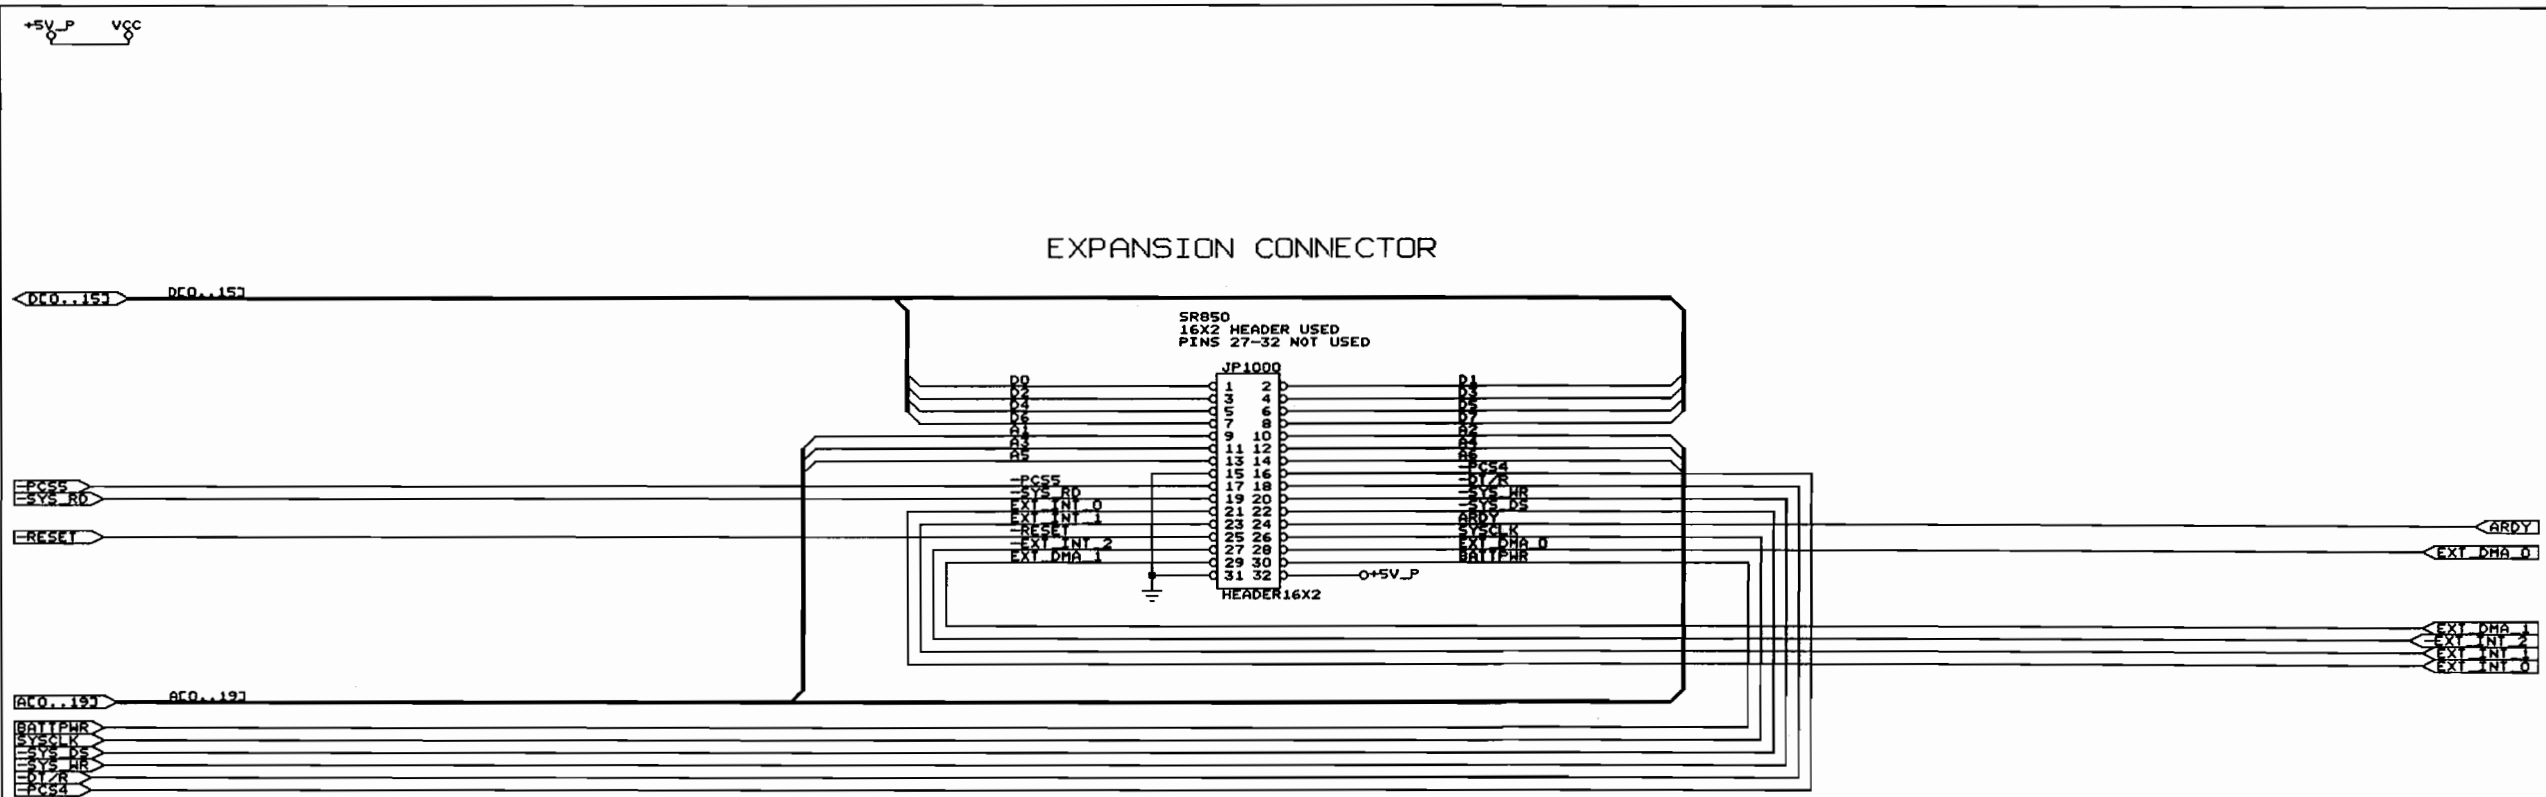 +5V_P VCC
EXPANSION CONNECTOR
D[0..15] D[0..15]
SR850
16X2 HEADER USED
PINS 27-32 NOT USED
JP1000
D0 1 2 D1
D2 3 4 D3
D4 5 6 D5
D6 7 8 D7
A1 9 10 A2
A3 11 12 A4
A5 13 14 A6
15 16 -PCS4
-PCS5 -PCS5 17 18 -DT/R
-SYS_RD -SYS_RD 19 20 -SYS_WR
EXT_INT_0 21 22 -SYS_DS
EXT_INT_1 23 24 ARDY ARDY
-RESET -RESET 25 26 SYSCLK
-EXT_INT_2 27 28 EXT_DMA_0 EXT_DMA_0
EXT_DMA_1 29 30 BATTPWR
31 32 +5V_P
HEADER16X2
EXT_DMA_1
-EXT_INT_2
EXT_INT_1
EXT_INT_0
A[0..19] A[0..19]
BATTPWR
SYSCLK
-SYS_DS
-SYS_WR
-DT/R
-PCS4